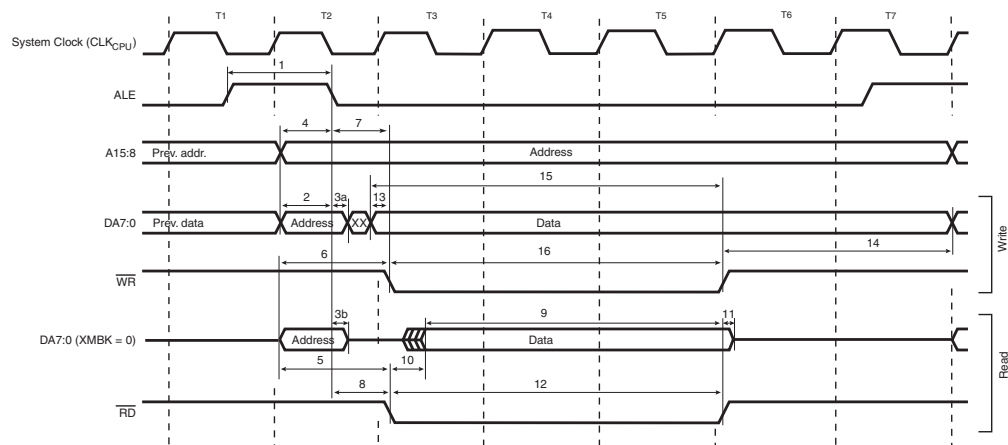 T1 T2 T3 T4 T5 T6 T7
System Clock (CLKCPU)
1
ALE
4 7
A15:8 Prev. addr. Address
15
2 3a 13
DA7:0 Prev. data Address XX Data
14
6 16
WR
3b 9 11
DA7:0 (XMBK = 0) Address Data
5 10
8 12
RD
Write
Read